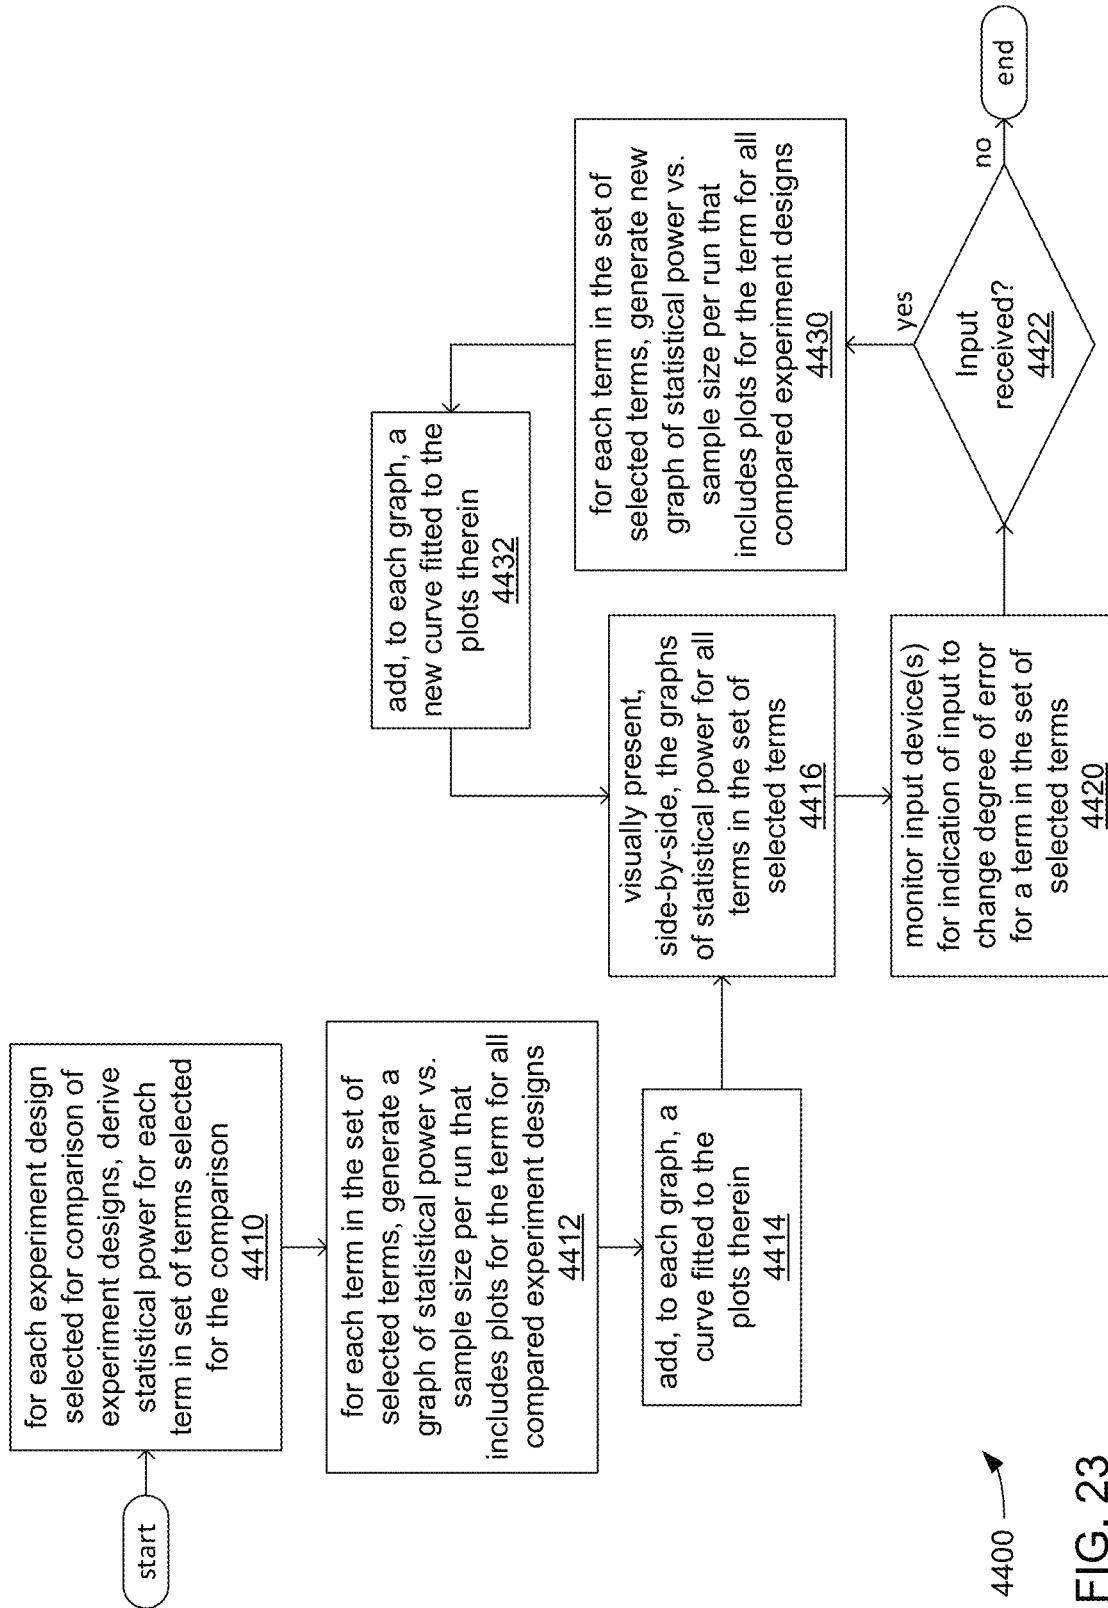 start
for each experiment design
selected for comparison of
experiment designs, derive
statistical power for each
term in set of terms selected
for the comparison
4410
for each term in the set of
selected terms, generate a
graph of statistical power vs.
sample size per run that
includes plots for the term for all
compared experiment designs
4412
add, to each graph, a
curve fitted to the
plots therein
4414
visually present,
side-by-side, the graphs
of statistical power for all
terms in the set of
selected terms
4416
monitor input device(s)
for indication of input to
change degree of error
for a term in the set of
selected terms
4420
Input
received?
4422
yes
no
end
for each term in the set of
selected terms, generate new
graph of statistical power vs.
sample size per run that
includes plots for the term for all
compared experiment designs
4430
add, to each graph, a
new curve fitted to the
plots therein
4432
4400
FIG. 23